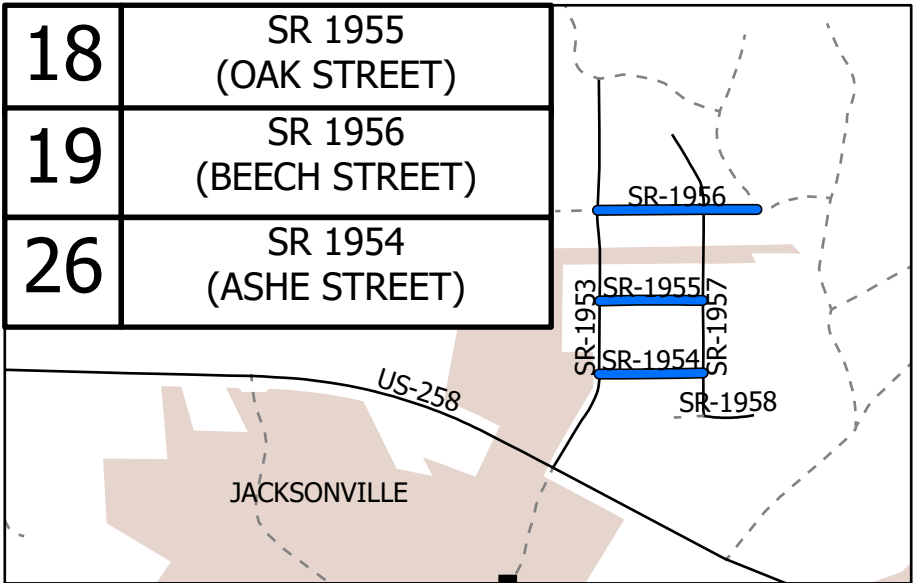 18
SR 1955
(OAK STREET)
19
SR 1956
(BEECH STREET)
26
SR 1954
(ASHE STREET)
SR-1956
SR-1955
SR-1953
SR-1957
SR-1954
US-258
SR-1958
JACKSONVILLE